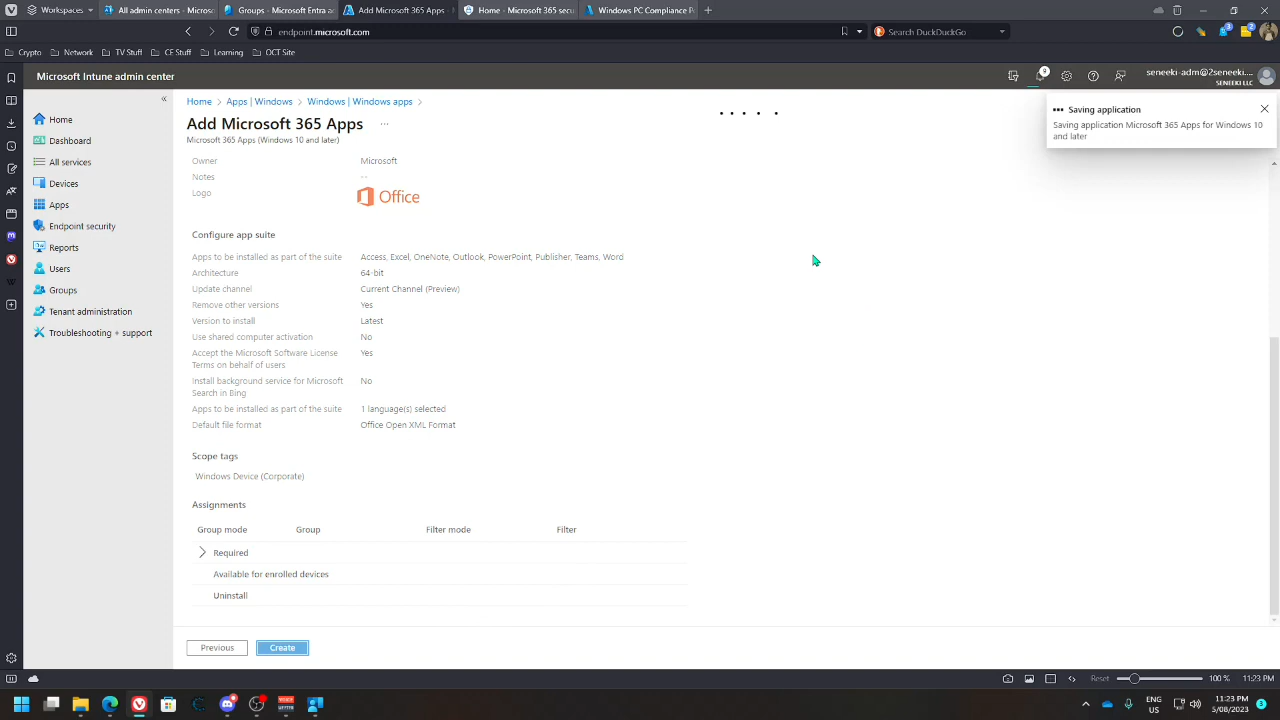 Workspaces
All admin centers - Micros
Groups - Microsoft Entra a
Add Microsoft 365 Apps
Home - Microsoft 365 secu
Windows PC Compliance P
endpoint.microsoft.com
Search DuckDuckGo
Crypto
Network
TV Stuff
CE Stuff
Learning
OCT Site
Microsoft Intune admin center
9
seneeki-adm@2seneeki....
SENEEKI LLC
Home
Dashboard
All services
Devices
Apps
Endpoint security
Reports
Users
Groups
Tenant administration
Troubleshooting + support
Home > Apps | Windows > Windows | Windows apps >
Add Microsoft 365 Apps ...
Microsoft 365 Apps (Windows 10 and later)
Saving application
Saving application Microsoft 365 Apps for Windows 10
and later
Owner Microsoft
Notes --
Logo Office
Configure app suite
Apps to be installed as part of the suite Access, Excel, OneNote, Outlook, PowerPoint, Publisher, Teams, Word
Architecture 64-bit
Update channel Current Channel (Preview)
Remove other versions Yes
Version to install Latest
Use shared computer activation No
Accept the Microsoft Software License Yes
Terms on behalf of users
Install background service for Microsoft No
Search in Bing
Apps to be installed as part of the suite 1 language(s) selected
Default file format Office Open XML Format
Scope tags
Windows Device (Corporate)
Assignments
Group mode Group Filter mode Filter
Required
Available for enrolled devices
Uninstall
Previous Create
Reset 100 % 11:23 PM
ENG
US
11:23 PM
5/08/2023
3